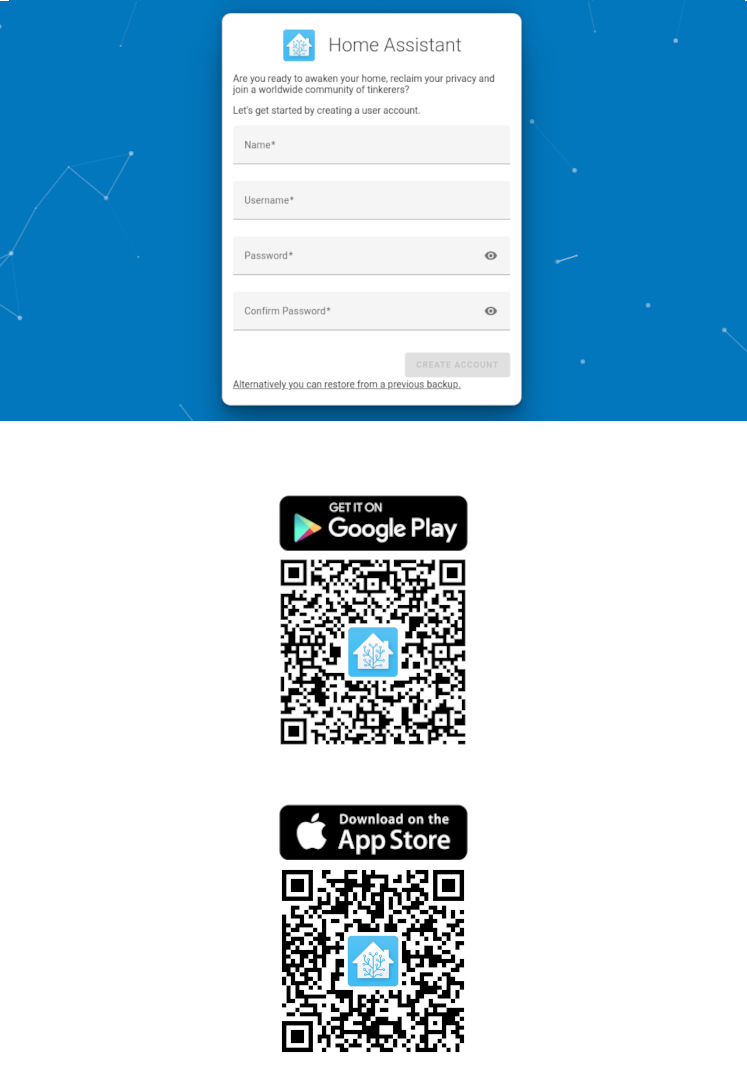 Home Assistant
Are you ready to awaken your home, reclaim your privacy and
join a worldwide community of tinkerers?
Let's get started by creating a user account.
Name*
Username*
Password*
Confirm Password*
CREATE ACCOUNT
Alternatively you can restore from a previous backup.
GET IT ON
Google Play
Download on the
App Store